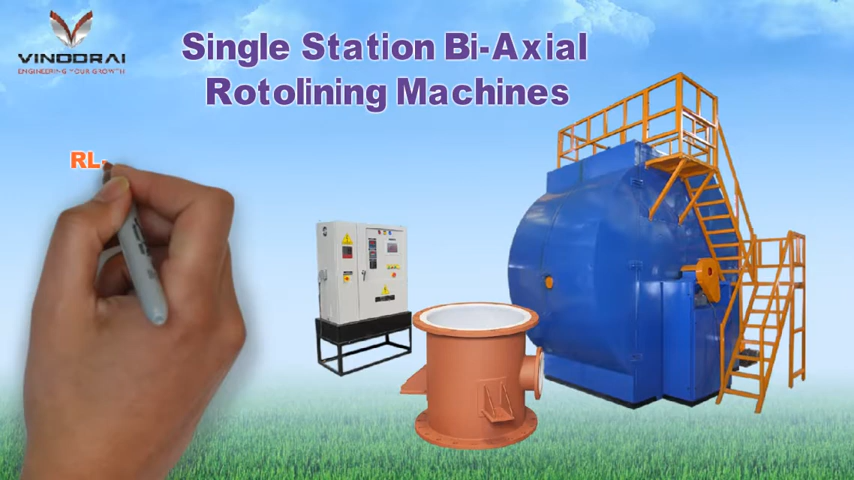 VINODRAI
ENGINEERING YOUR GROWTH
Single Station Bi-Axial
Rotolining Machines
RL-